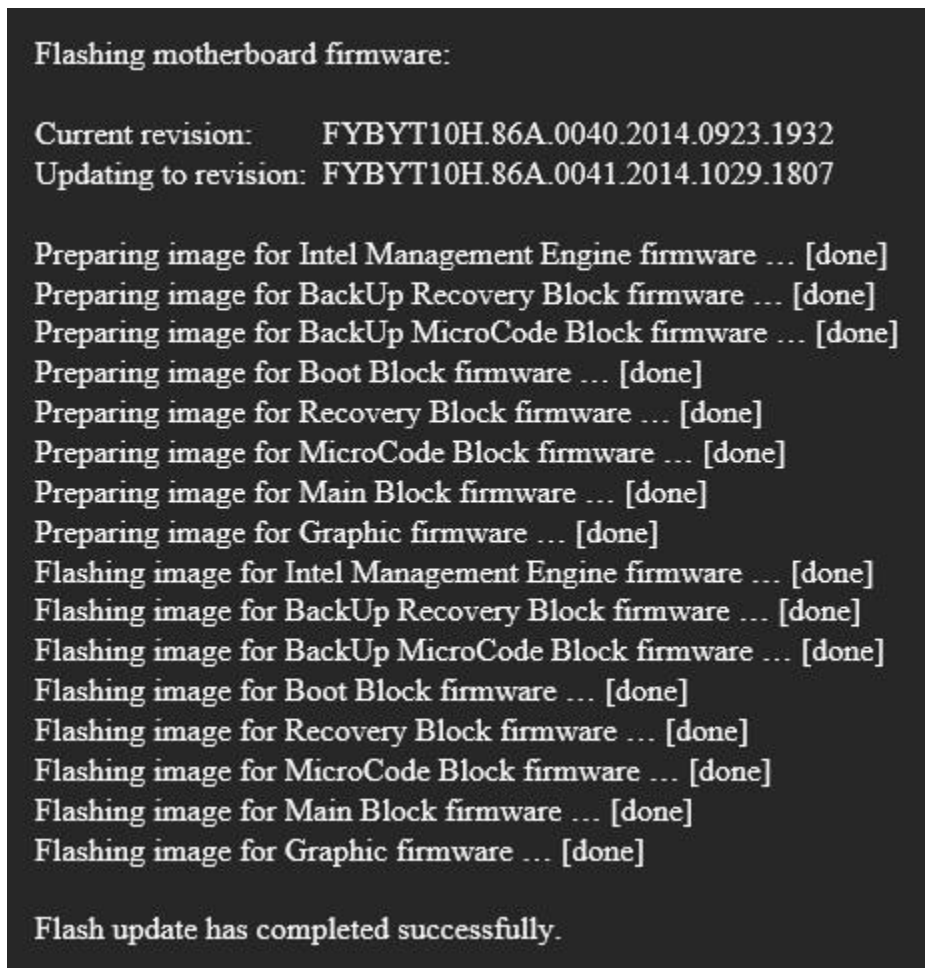 Flashing motherboard firmware:
Current revision: FYBYT10H.86A.0040.2014.0923.1932
Updating to revision: FYBYT10H.86A.0041.2014.1029.1807
Preparing image for Intel Management Engine firmware … [done]
Preparing image for BackUp Recovery Block firmware … [done]
Preparing image for BackUp MicroCode Block firmware … [done]
Preparing image for Boot Block firmware … [done]
Preparing image for Recovery Block firmware … [done]
Preparing image for MicroCode Block firmware … [done]
Preparing image for Main Block firmware … [done]
Preparing image for Graphic firmware … [done]
Flashing image for Intel Management Engine firmware … [done]
Flashing image for BackUp Recovery Block firmware … [done]
Flashing image for BackUp MicroCode Block firmware … [done]
Flashing image for Boot Block firmware … [done]
Flashing image for Recovery Block firmware … [done]
Flashing image for MicroCode Block firmware … [done]
Flashing image for Main Block firmware … [done]
Flashing image for Graphic firmware … [done]
Flash update has completed successfully.